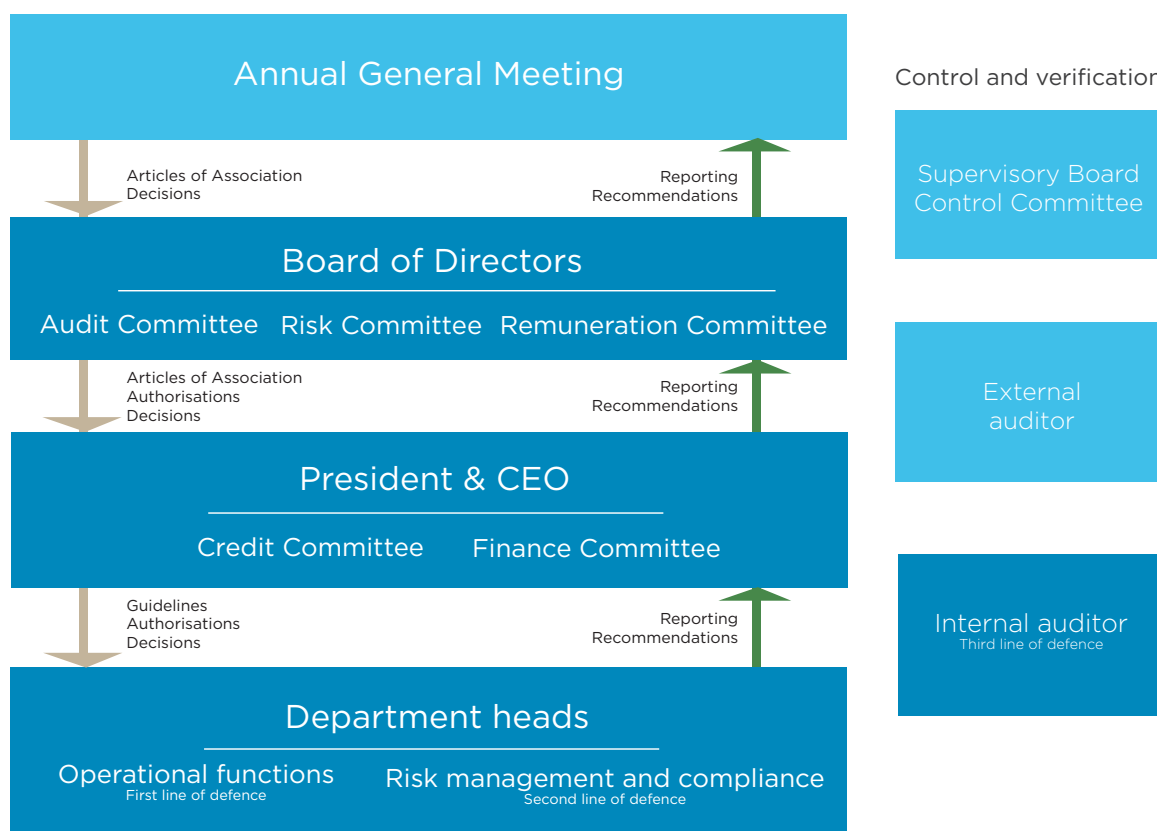 Annual General Meeting
Articles of Association
Decisions
Reporting
Recommendations
Board of Directors
Audit Committee
Risk Committee
Remuneration Committee
Articles of Association
Authorisations
Decisions
Reporting
Recommendations
President & CEO
Credit Committee
Finance Committee
Guidelines
Authorisations
Decisions
Reporting
Recommendations
Department heads
Operational functions
First line of defence
Risk management and compliance
Second line of defence
Control and verification
Supervisory Board
Control Committee
External
auditor
Internal auditor
Third line of defence